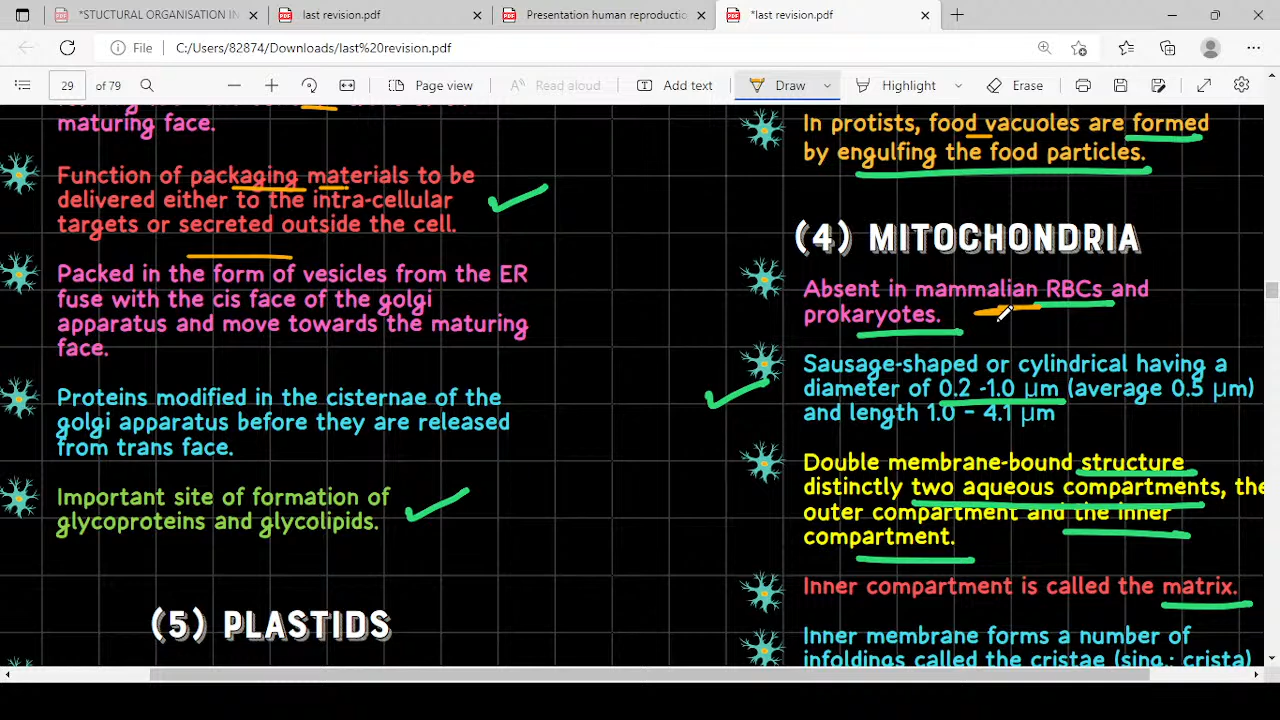 *STUCTURAL ORGANISATION IN
last revision.pdf
Presentation human reproductio
*last revision.pdf
File
C:/Users/82874/Downloads/last%20revision.pdf
29
of 79
Page view
Read aloud
Add text
Draw
Highlight
Erase
maturing face.
Function of packaging materials to be
delivered either to the intra-cellular
targets or secreted outside the cell.
Packed in the form of vesicles from the ER
fuse with the cis face of the golgi
apparatus and move towards the maturing
face.
Proteins modified in the cisternae of the
golgi apparatus before they are released
from trans face.
Important site of formation of
glycoproteins and glycolipids.
(5) PLASTIDS
In protists, food vacuoles are formed
by engulfing the food particles.
(4) MITOCHONDRIA
Absent in mammalian RBCs and
prokaryotes.
Sausage-shaped or cylindrical having a
diameter of 0.2 -1.0 μm (average 0.5 μm)
and length 1.0 – 4.1 μm
Double membrane-bound structure
distinctly two aqueous compartments, the
outer compartment and the inner
compartment.
Inner compartment is called the matrix.
Inner membrane forms a number of
infoldings called the cristae (sing.: crista)